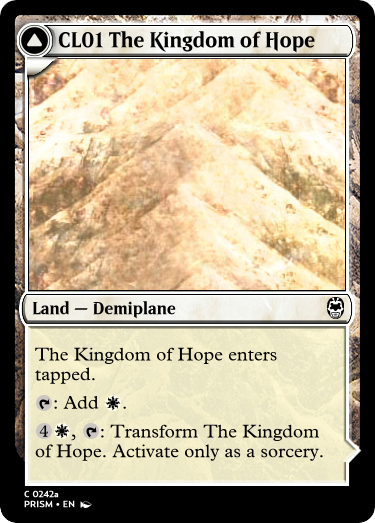 CL01 The Kingdom of Hope
Land — Demiplane
The Kingdom of Hope enters
tapped.
: Add .
4 , : Transform The Kingdom
of Hope. Activate only as a sorcery.
C 0242a
PRISM • EN